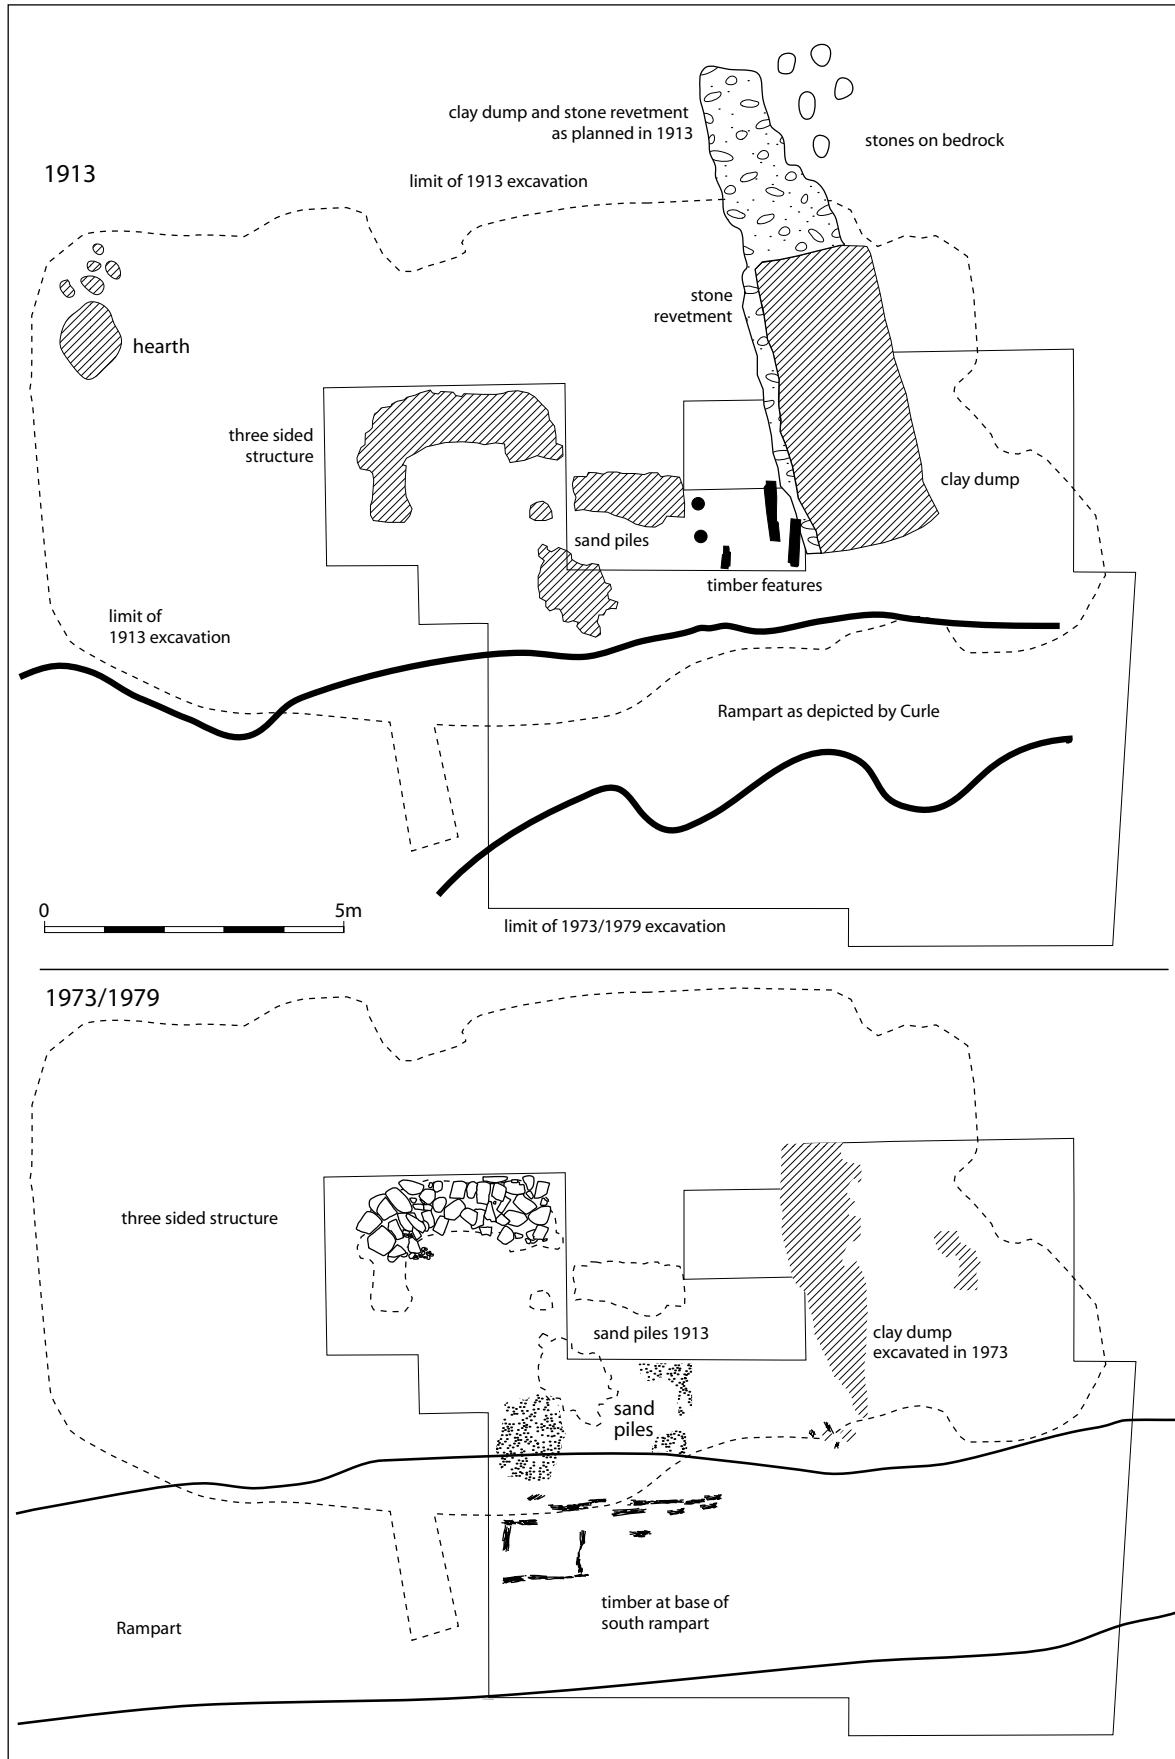 clay dump and stone revetment
as planned in 1913
stones on bedrock
1913
limit of 1913 excavation
stone
revetment
hearth
three sided
structure
clay dump
sand piles
timber features
limit of
1913 excavation
Rampart as depicted by Curle
0
5m
limit of 1973/1979 excavation
1973/1979
three sided structure
sand piles 1913
clay dump
excavated in 1973
sand
piles
timber at base of
south rampart
Rampart